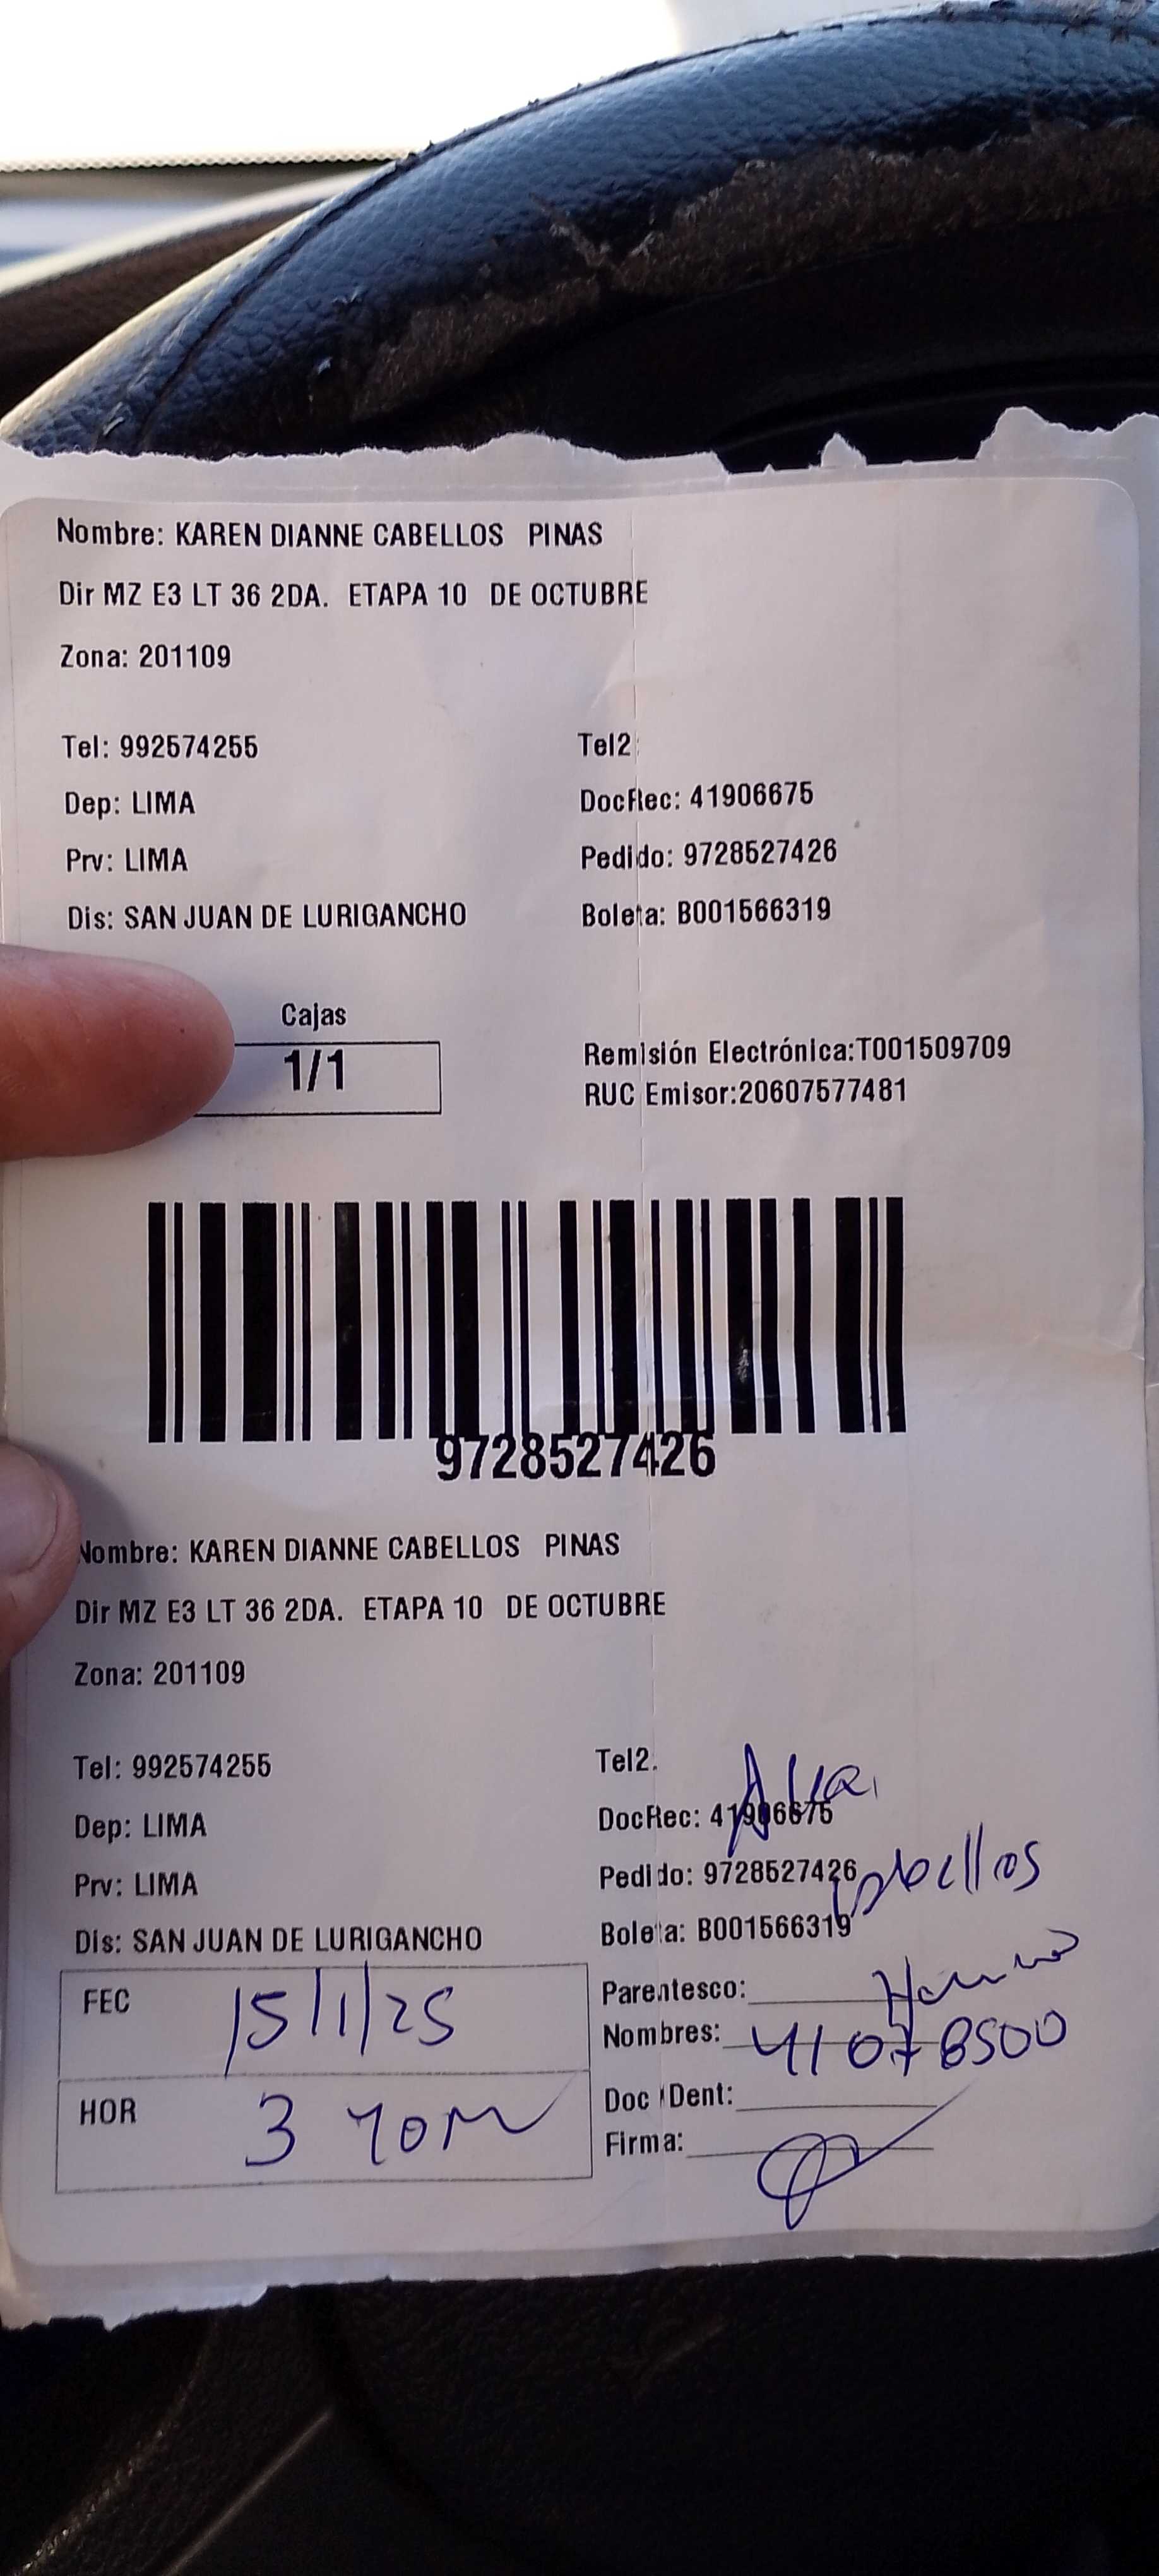 Nombre: KAREN DIANNE CABELLOS PINAS
Dir MZ E3 LT 36 2DA. ETAPA 10 DE OCTUBRE
Zona: 201109
Tel: 992574255 Tel2
Dep: LIMA DocRec: 41906675
Prv: LIMA Pedido: 9728527426
Dis: SAN JUAN DE LURIGANCHO Boleta: B001566319
Cajas
1/1
Remisión Electrónica:T001509709
RUC Emisor:20607577481
9728527426
Nombre: KAREN DIANNE CABELLOS PINAS
Dir MZ E3 LT 36 2DA. ETAPA 10 DE OCTUBRE
Zona: 201109
Tel: 992574255 Tel2.
Dep: LIMA DocRec: 41906675
Prv: LIMA Pedido: 9728527426
Cabellos
Dis: SAN JUAN DE LURIGANCHO Boleta: B001566319
FEC 15/1/25 Parentesco:
Nombres: 41078500
HOR 3 Doc Ident:
Firma: